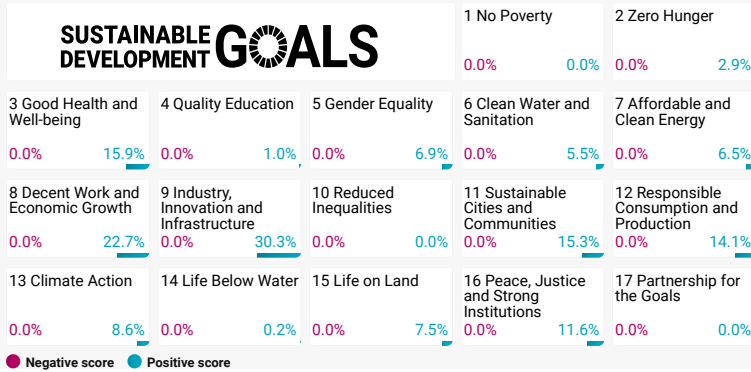 SUSTAINABLE
DEVELOPMENT
GOALS
1 No Poverty
0.0% 0.0%
2 Zero Hunger
0.0% 2.9%
3 Good Health and
Well-being
0.0% 15.9%
4 Quality Education
0.0% 1.0%
5 Gender Equality
0.0% 6.9%
6 Clean Water and
Sanitation
0.0% 5.5%
7 Affordable and
Clean Energy
0.0% 6.5%
8 Decent Work and
Economic Growth
0.0% 22.7%
9 Industry,
Innovation and
Infrastructure
0.0% 30.3%
10 Reduced
Inequalities
0.0% 0.0%
11 Sustainable
Cities and
Communities
0.0% 15.3%
12 Responsible
Consumption and
Production
0.0% 14.1%
13 Climate Action
0.0% 8.6%
14 Life Below Water
0.0% 0.2%
15 Life on Land
0.0% 7.5%
16 Peace, Justice
and Strong
Institutions
0.0% 11.6%
17 Partnership for
the Goals
0.0% 0.0%
Negative score Positive score